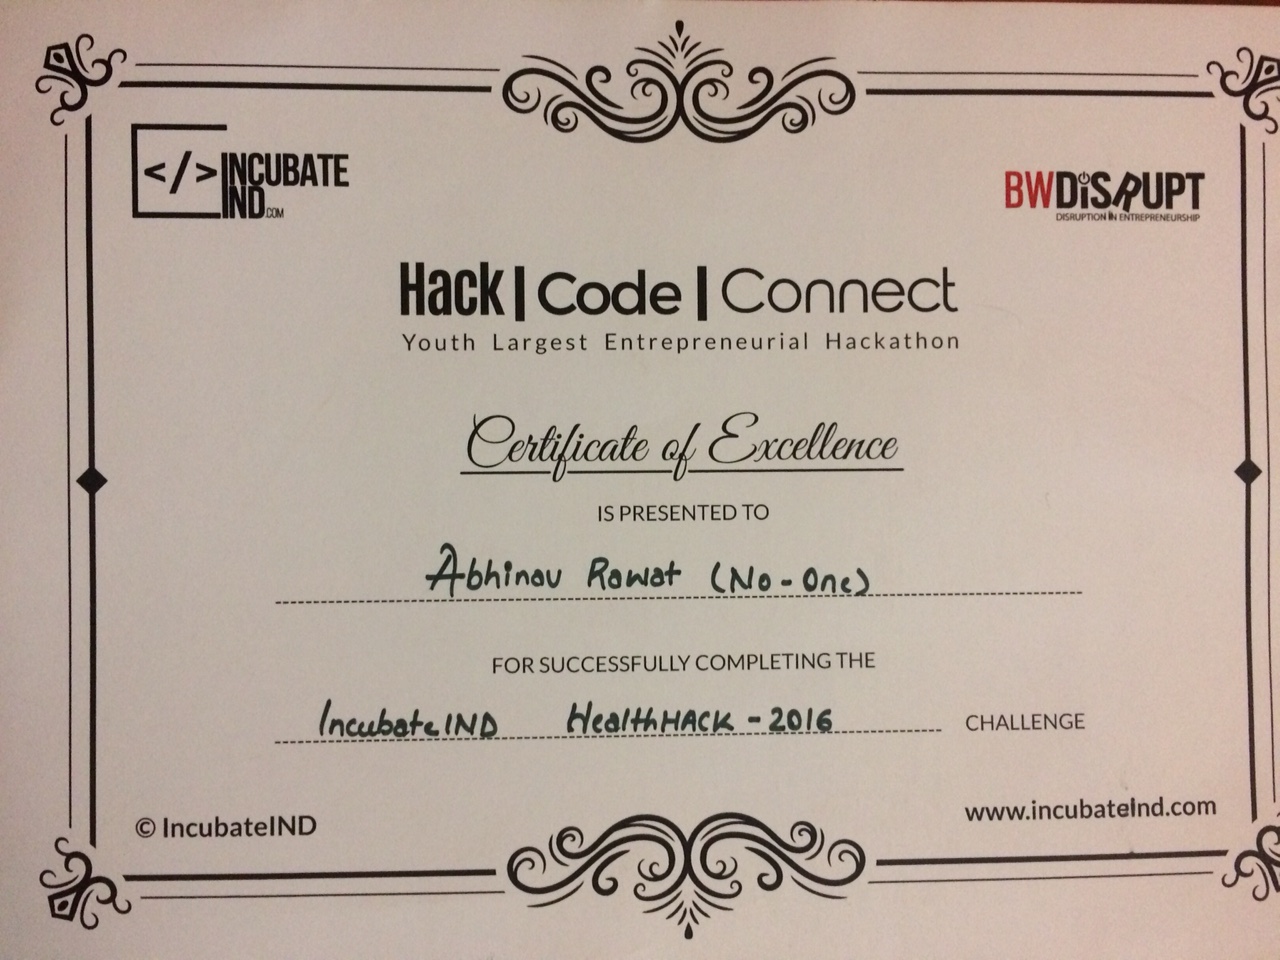 </>INCUBATE
IND.COM
BWDiSRUPT
DISRUPTION IN ENTREPRENEURSHIP
Hack|Code|Connect
Youth Largest Entrepreneurial Hackathon
Certificate of Excellence
IS PRESENTED TO
Abhinav Rawat (No-One)
FOR SUCCESSFULLY COMPLETING THE
IncubateIND HealthHACK - 2016 CHALLENGE
© IncubateIND
www.incubateInd.com